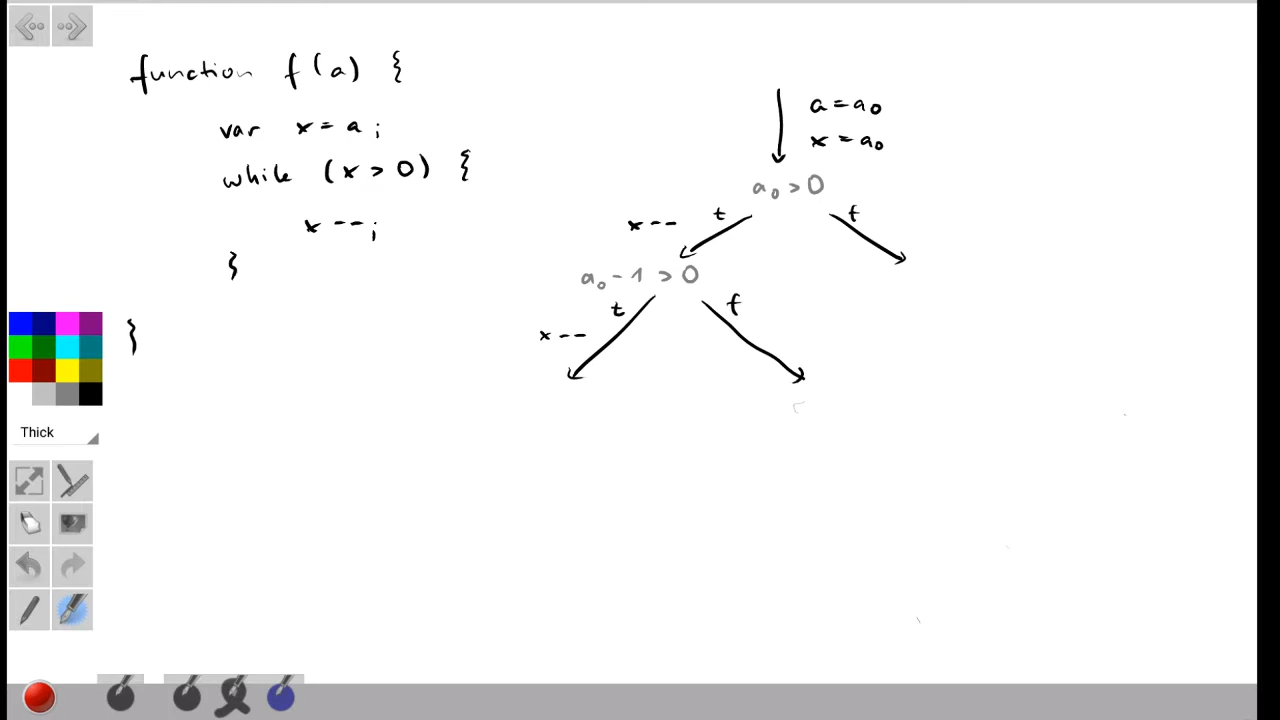 function f(a) {
var x = a;
while (x > 0) {
x --;
}
}
a = a₀
x = a₀
a₀ > 0
x -- t f
a₀ - 1 > 0
t f
x --
Thick